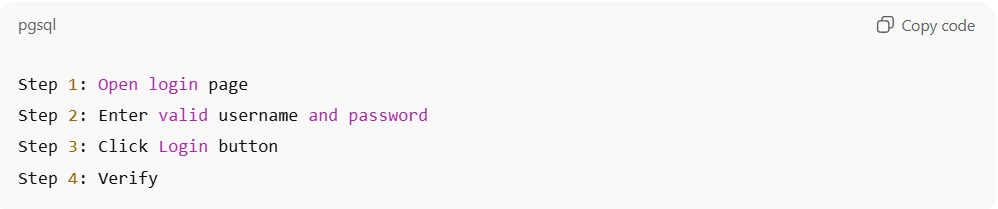 pgsql
Copy code
Step 1: Open login page
Step 2: Enter valid username and password
Step 3: Click Login button
Step 4: Verify